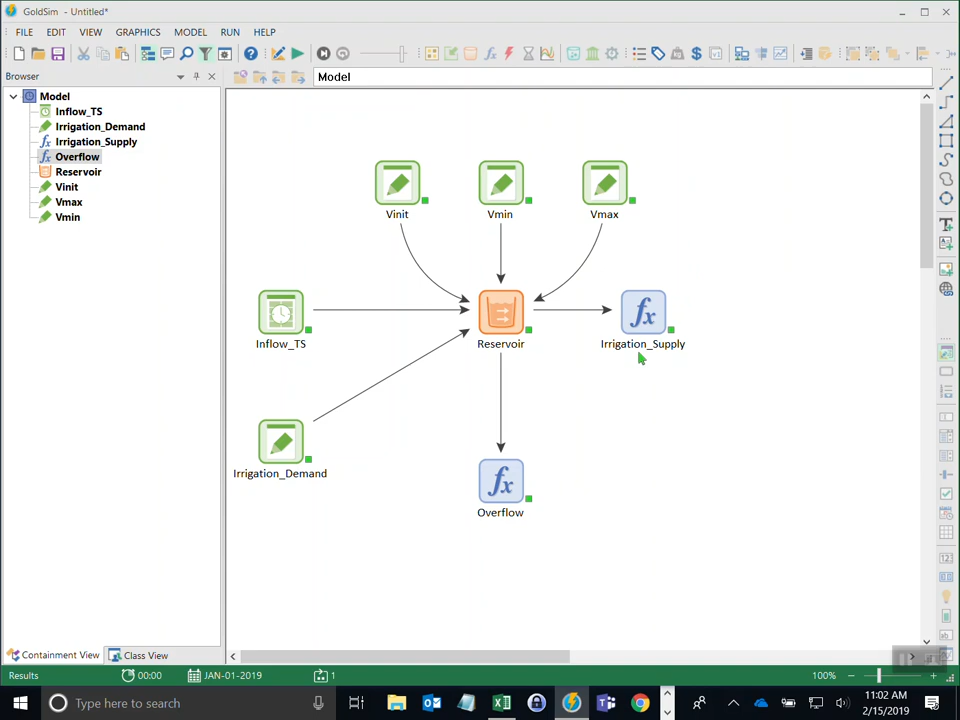 GoldSim - Untitled*
FILE EDIT VIEW GRAPHICS MODEL RUN HELP
Browser
Model
Model
Inflow_TS
Irrigation_Demand
Irrigation_Supply
Overflow
Reservoir
Vinit
Vmax
Vmin
Vinit Vmin Vmax
fx
Inflow_TS Reservoir Irrigation_Supply
Irrigation_Demand
fx
Overflow
Containment View Class View
Results 00:00 JAN-01-2019 1 100%
Type here to search
11:02 AM
2/15/2019